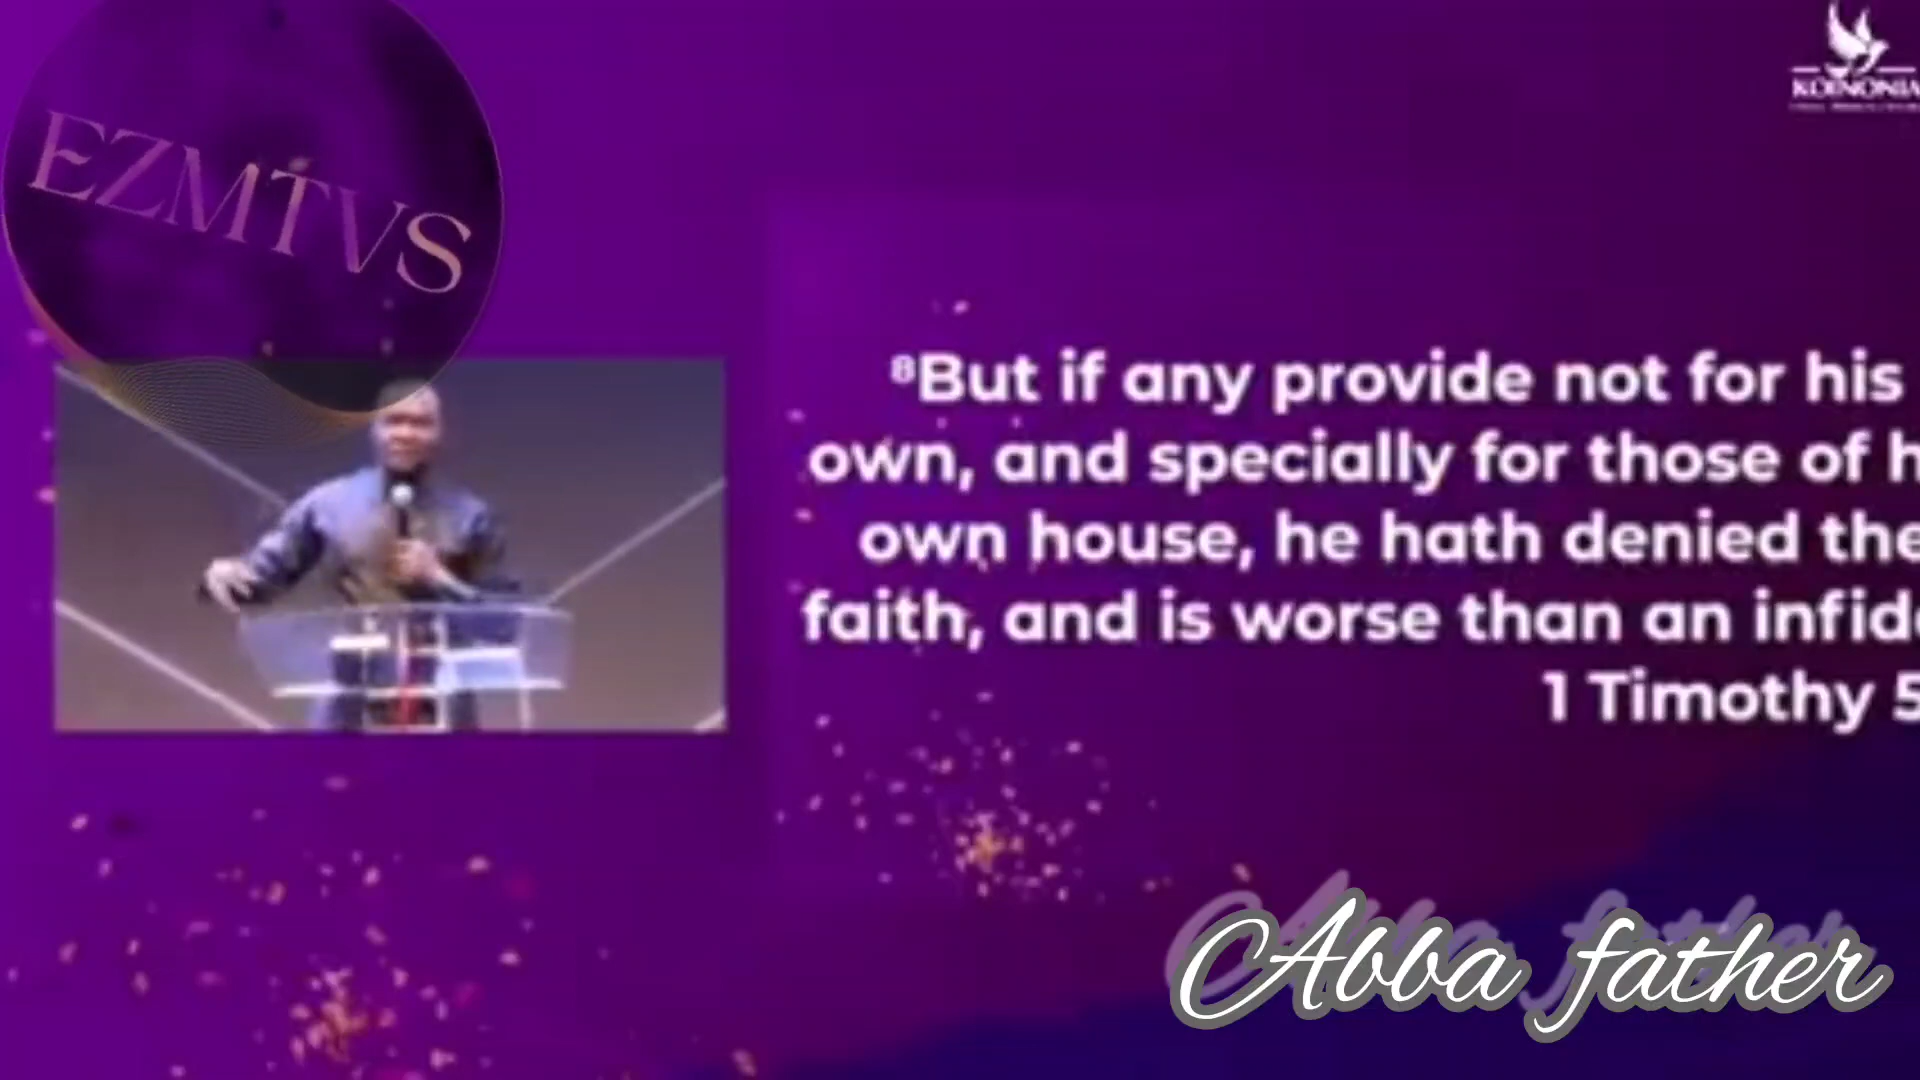 EZMTVS
KOINONIA
⁸But if any provide not for his
own, and specially for those of h
own house, he hath denied the
faith, and is worse than an infide
1 Timothy 5
Abba father